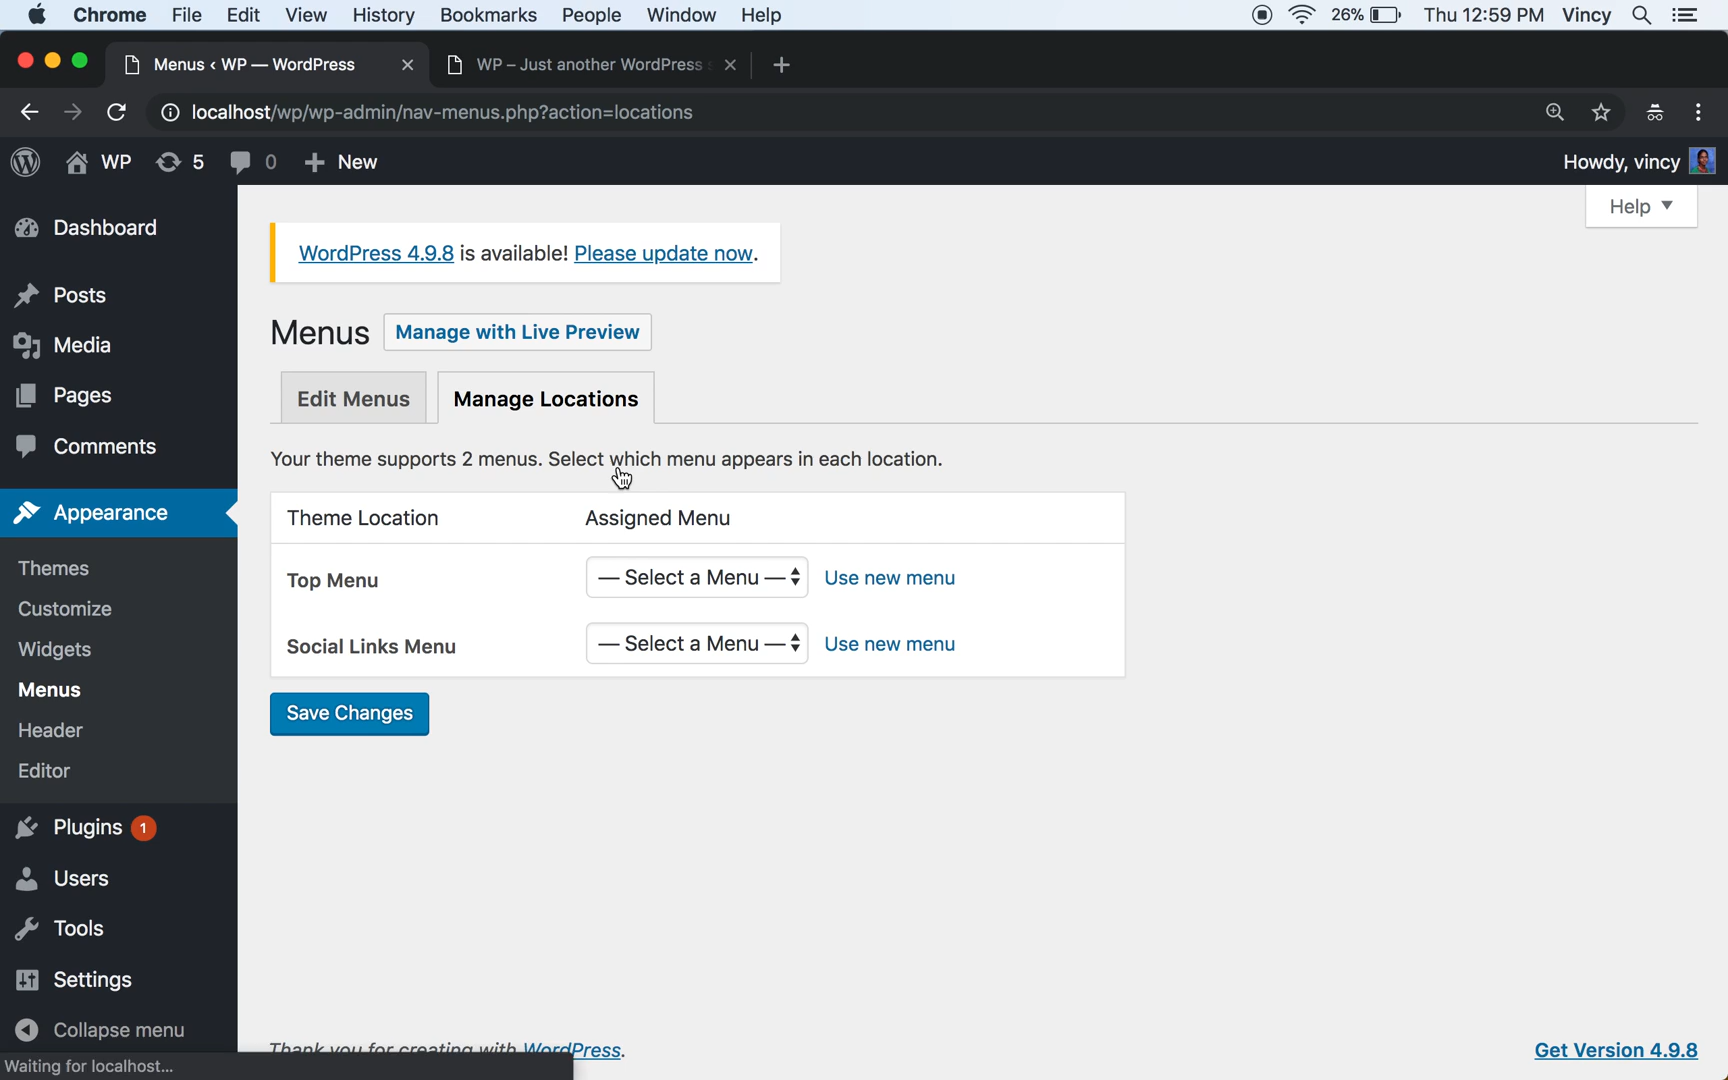 Chrome File Edit View History Bookmarks People Window Help 26% Thu 12:59 PM Vincy
Menus ‹ WP — WordPress WP – Just another WordPress
localhost/wp/wp-admin/nav-menus.php?action=locations
WP 5 0 New Howdy, vincy
Help
Dashboard
Posts
Media
Pages
Comments
Appearance
Themes
Customize
Widgets
Menus
Header
Editor
Plugins 1
Users
Tools
Settings
Collapse menu
WordPress 4.9.8 is available! Please update now.
Menus Manage with Live Preview
Edit Menus Manage Locations
Your theme supports 2 menus. Select which menu appears in each location.
Theme Location Assigned Menu
Top Menu — Select a Menu — Use new menu
Social Links Menu — Select a Menu — Use new menu
Save Changes
Thank you for creating with WordPress. Get Version 4.9.8
Waiting for localhost...